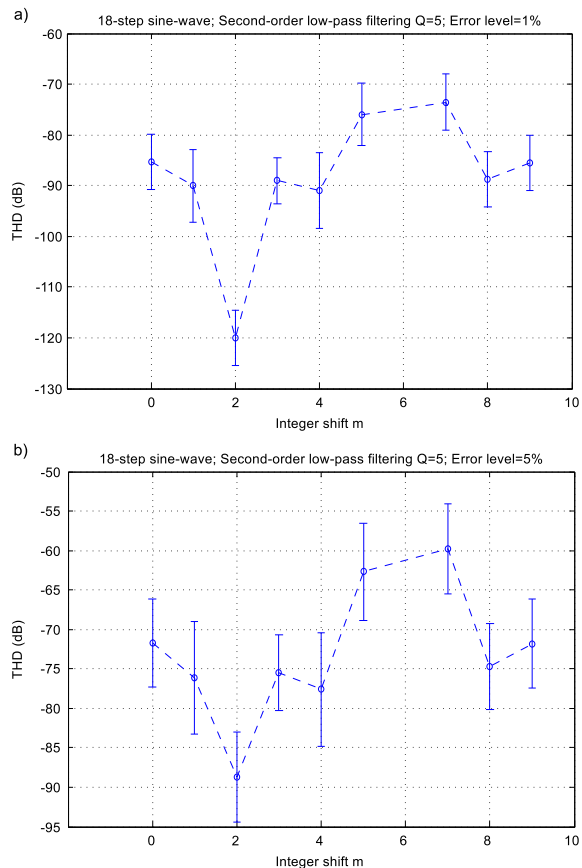 a)
18-step sine-wave; Second-order low-pass filtering Q=5; Error level=1%
-60
-70
-80
-90
-100
-110
-120
-130
THD (dB)
0 2 4 6 8 10
Integer shift m
b)
18-step sine-wave; Second-order low-pass filtering Q=5; Error level=5%
-50
-55
-60
-65
-70
-75
-80
-85
-90
-95
THD (dB)
0 2 4 6 8 10
Integer shift m